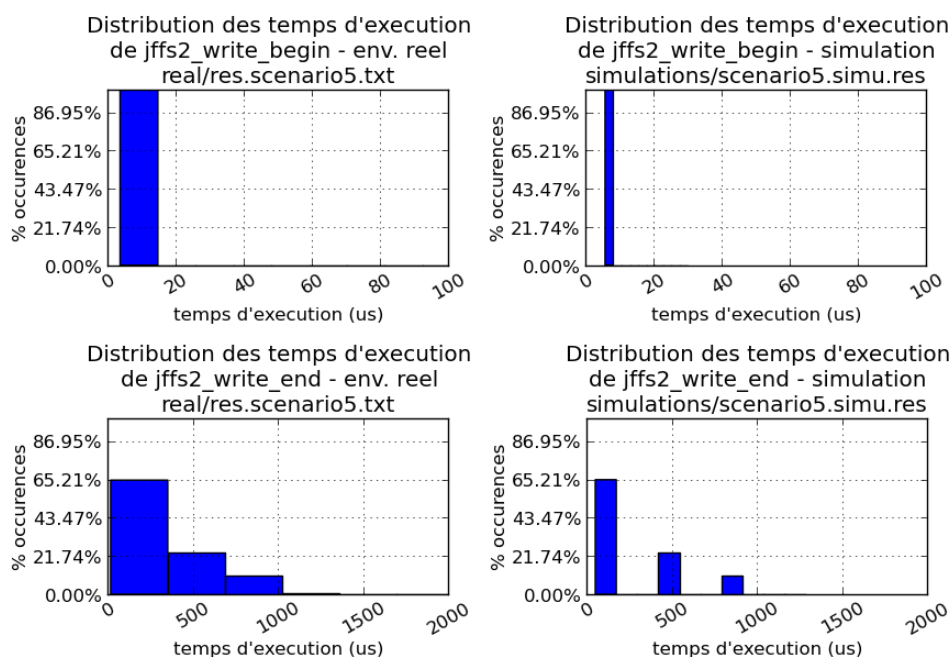 Distribution des temps d'execution
de jffs2_write_begin - env. reel
real/res.scenario5.txt
% occurences
86.95%
65.21%
43.47%
21.74%
0.00%
0
20
40
60
80
100
temps d'execution (us)
Distribution des temps d'execution
de jffs2_write_begin - simulation
simulations/scenario5.simu.res
% occurences
86.95%
65.21%
43.47%
21.74%
0.00%
0
20
40
60
80
100
temps d'execution (us)
Distribution des temps d'execution
de jffs2_write_end - env. reel
real/res.scenario5.txt
% occurences
86.95%
65.21%
43.47%
21.74%
0.00%
0
500
1000
1500
2000
temps d'execution (us)
Distribution des temps d'execution
de jffs2_write_end - simulation
simulations/scenario5.simu.res
% occurences
86.95%
65.21%
43.47%
21.74%
0.00%
0
500
1000
1500
2000
temps d'execution (us)